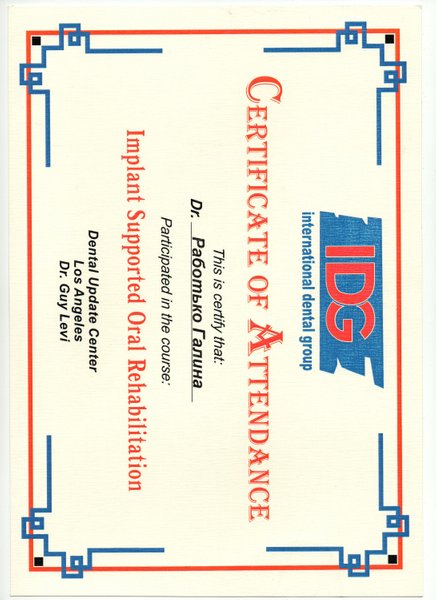 IDG
international dental group
CERTIFICATE OF ATTENDANCE
This is certify that:
Dr. Работько Галина
Participated in the course:
Implant Supported Oral Rehabilitation
Dental Update Center
Los Angeles
Dr. Guy Levi